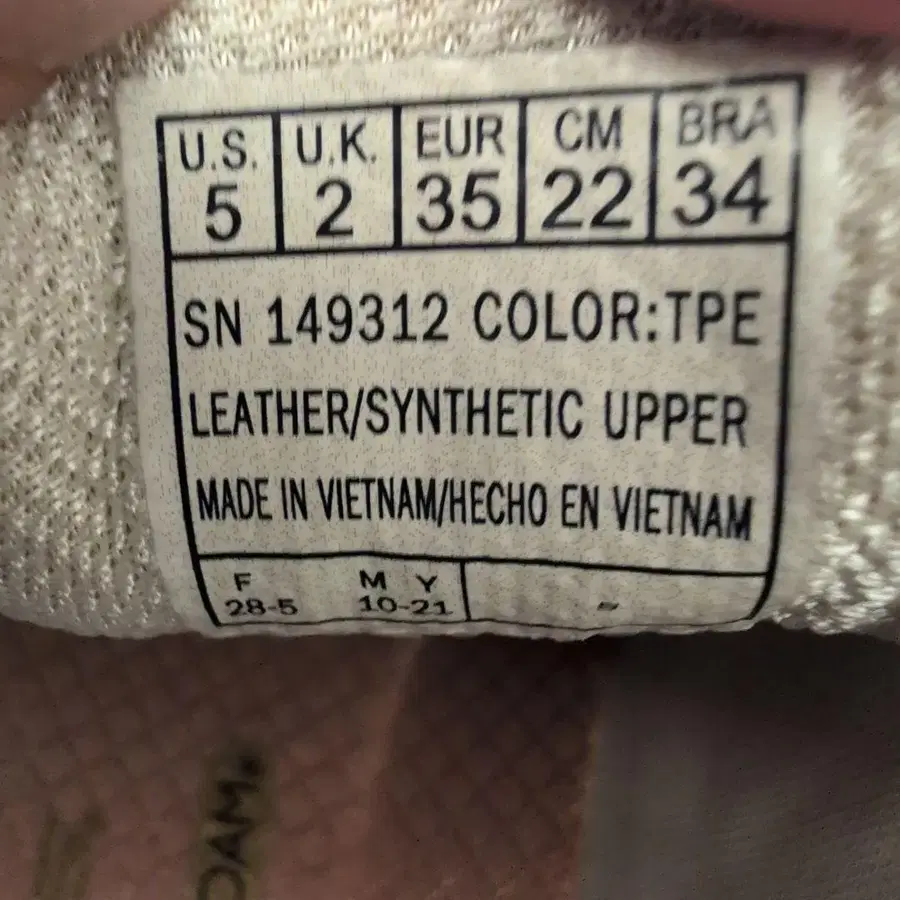 U.S. U.K. EUR CM BRA
5 2 35 22 34
SN 149312 COLOR:TPE
LEATHER/SYNTHETIC UPPER
MADE IN VIETNAM/HECHO EN VIETNAM
F M Y
28-5 10-21 -
OAM